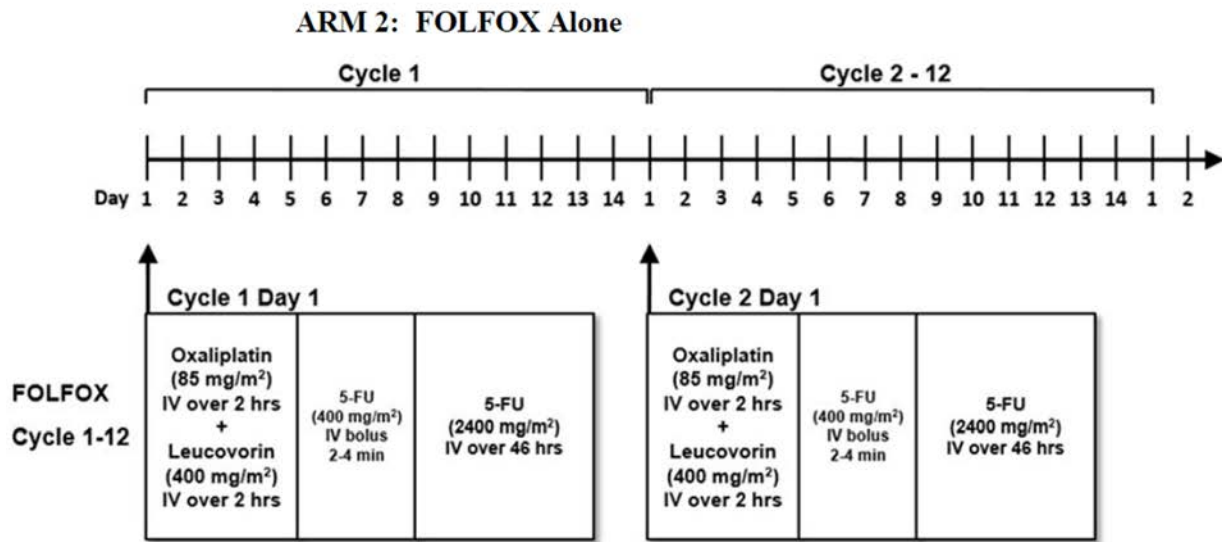 ARM 2: FOLFOX Alone
Cycle 1
Cycle 2 - 12
Day 1 2 3 4 5 6 7 8 9 10 11 12 13 14 1 2 3 4 5 6 7 8 9 10 11 12 13 14 1 2
Cycle 1 Day 1
Cycle 2 Day 1
FOLFOX
Cycle 1-12
Oxaliplatin
(85 mg/m²)
IV over 2 hrs
+
Leucovorin
(400 mg/m²)
IV over 2 hrs
5-FU
(400 mg/m²)
IV bolus
2-4 min
5-FU
(2400 mg/m²)
IV over 46 hrs
Oxaliplatin
(85 mg/m²)
IV over 2 hrs
+
Leucovorin
(400 mg/m²)
IV over 2 hrs
5-FU
(400 mg/m²)
IV bolus
2-4 min
5-FU
(2400 mg/m²)
IV over 46 hrs